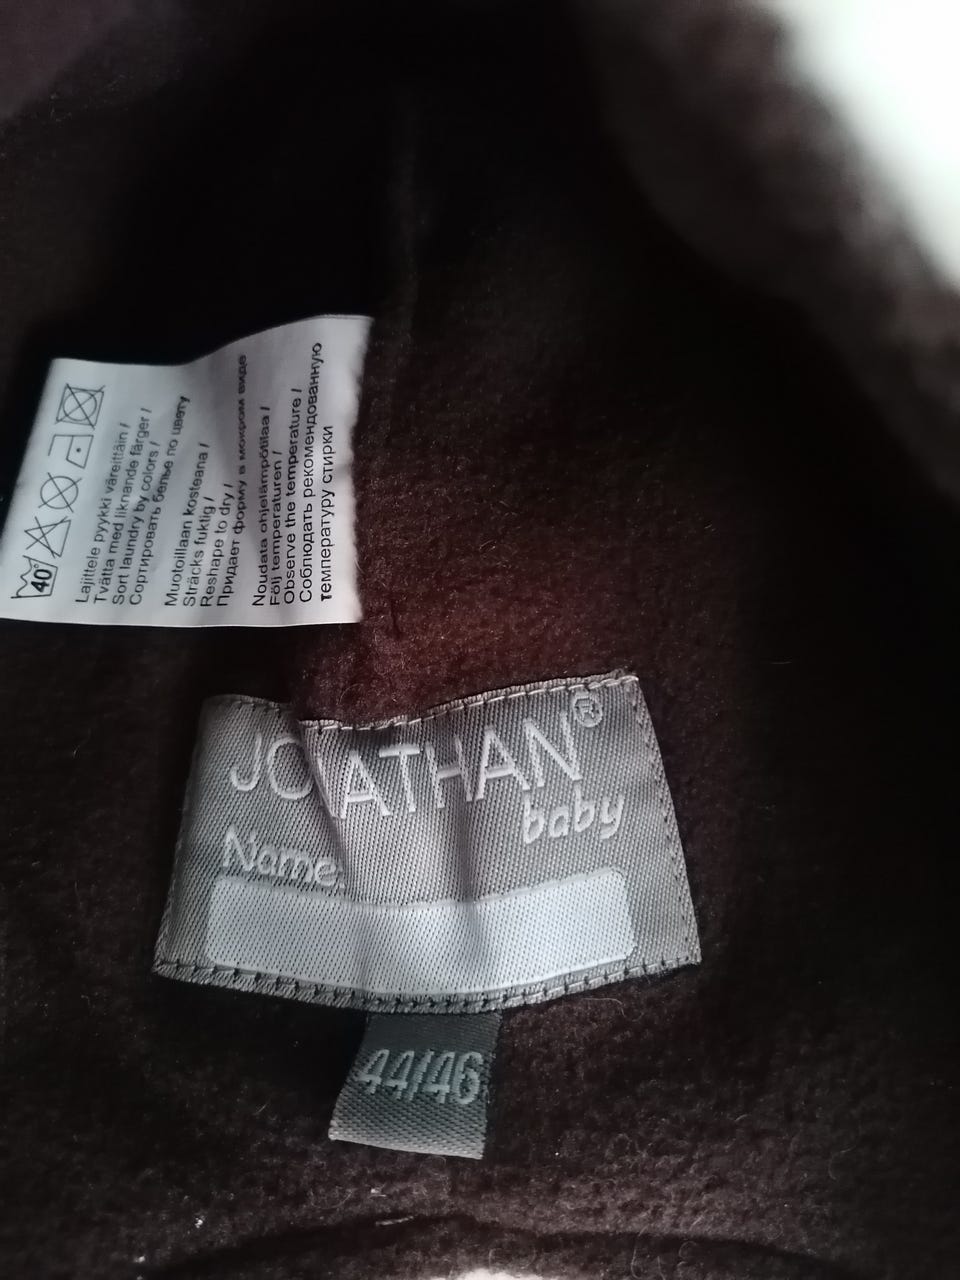 40°
Lajittele pyykki väreittäin /
Tvätta med liknande färger /
Sort laundry by colors /
Сортировать белье по цвету
Muotoillaan kosteana /
Sträcks fuktig /
Reshape to dry /
Придает форму в мокром виде
Noudata ohjelämpötilaa /
Följ temperaturen /
Observe the temperature /
Соблюдать рекомендованную
температуру стирки
JONATHAN®
baby
Name
44/46